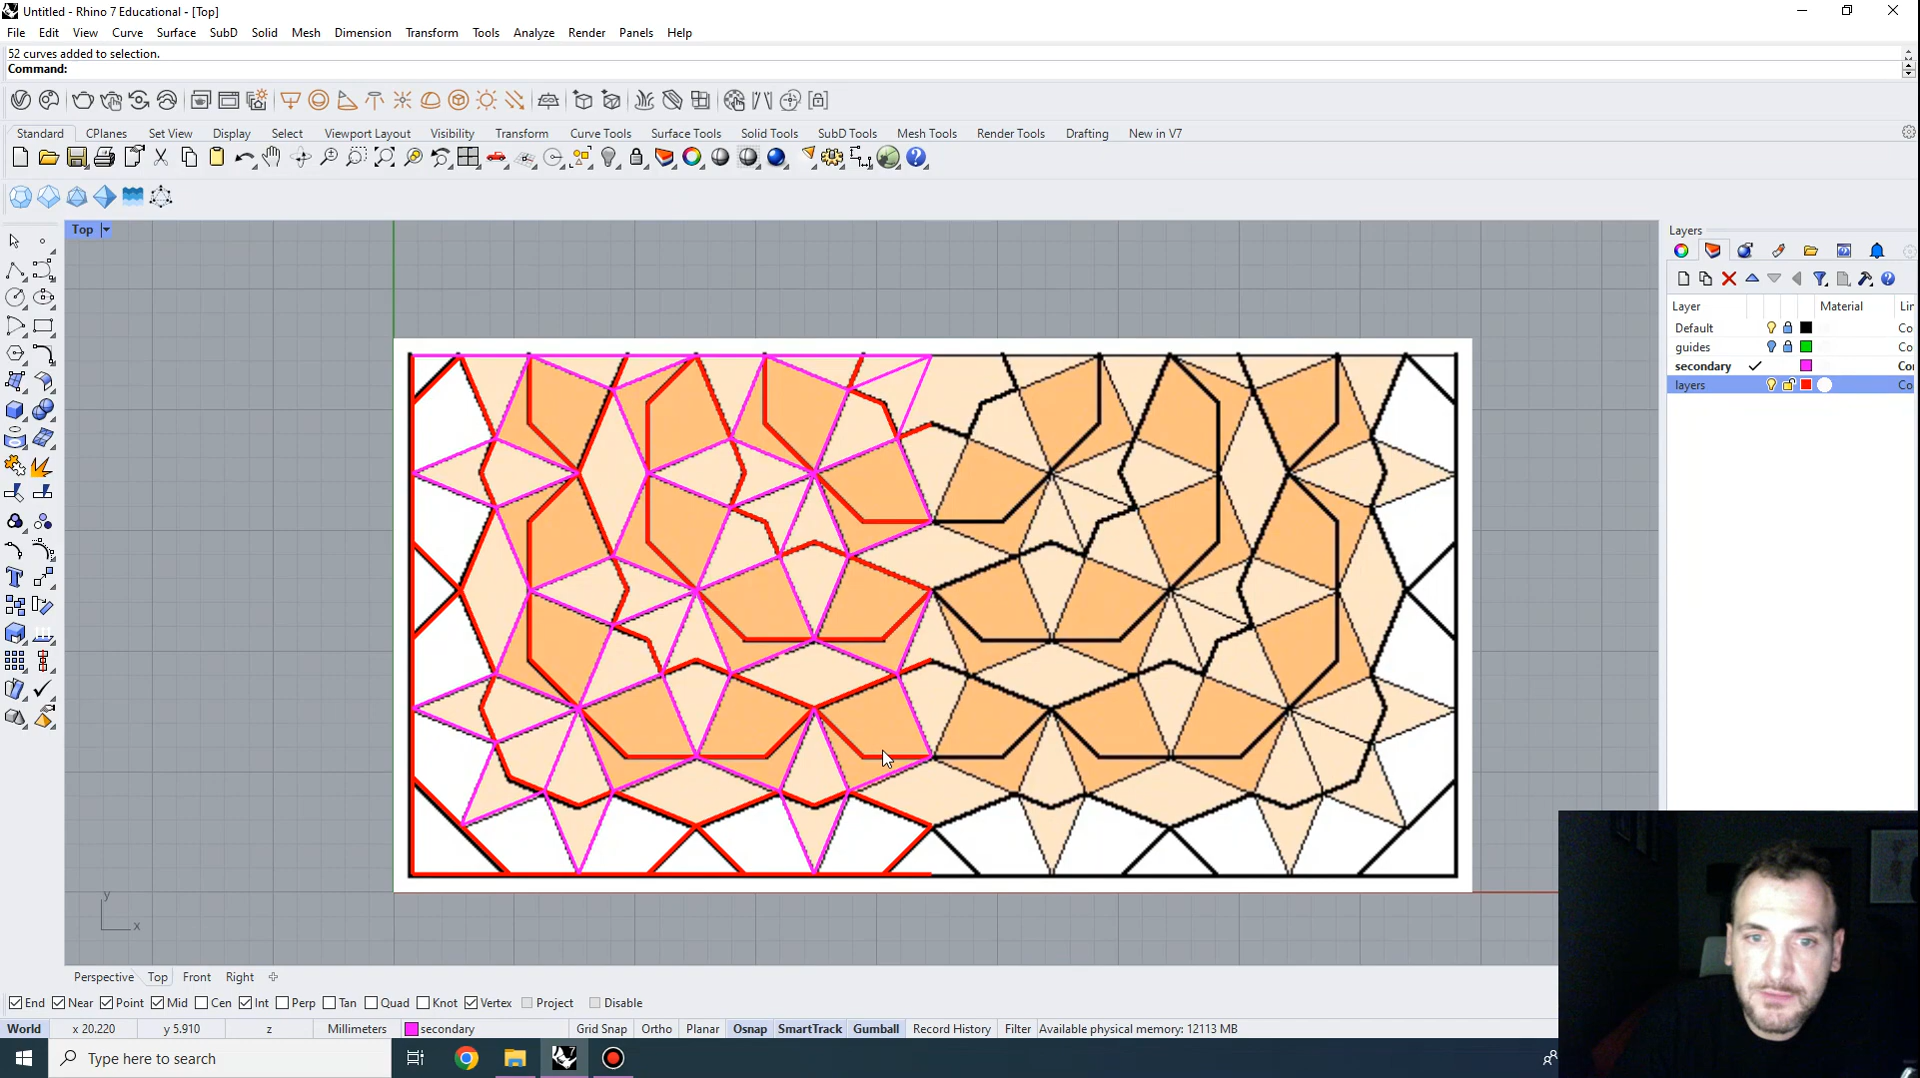 Untitled - Rhino 7 Educational - [Top]
File Edit View Curve Surface SubD Solid Mesh Dimension Transform Tools Analyze Render Panels Help
52 curves added to selection.
Command:
Standard CPlanes Set View Display Select Viewport Layout Visibility Transform Curve Tools Surface Tools Solid Tools SubD Tools Mesh Tools Render Tools Drafting New in V7
Top
Layers
Layer Material Lir
Default Co
guides Co
secondary Co
layers Co
y
x
Perspective Top Front Right
End Near Point Mid Cen Int Perp Tan Quad Knot Vertex Project Disable
World x 20.220 y 5.910 z Millimeters secondary Grid Snap Ortho Planar Osnap SmartTrack Gumball Record History Filter Available physical memory: 12113 MB
Type here to search